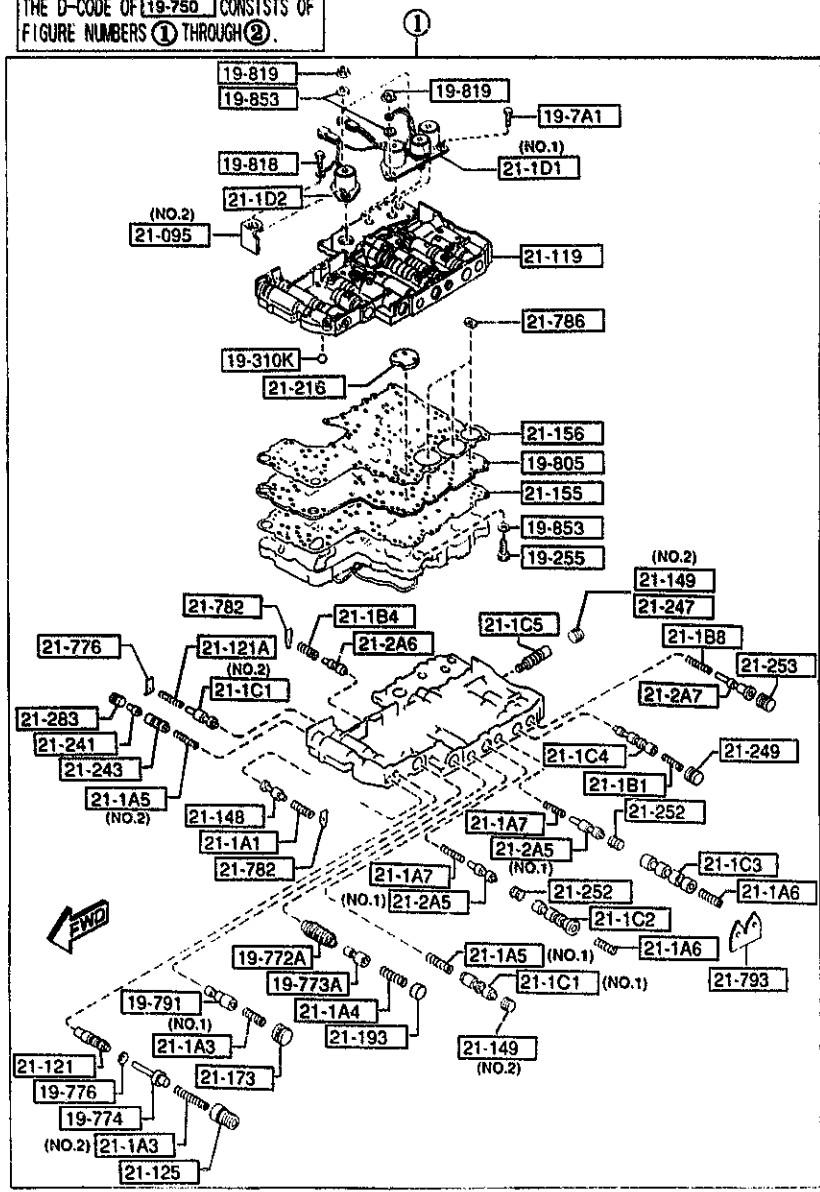 THE D-CODE OF 19-750 CONSISTS OF
FIGURE NUMBERS ① THROUGH ②.
①
19-819
19-853
19-819
19-7A1
19-818
(NO.1)
21-1D1
21-1D2
(NO.2)
21-095
21-119
21-786
19-310K
21-216
21-156
19-805
21-155
19-853
19-255
(NO.2)
21-149
21-247
21-782
21-1B4
21-2A6
21-1C5
21-1B8
21-253
21-2A7
21-776
21-121A
(NO.2)
21-1C1
21-283
21-241
21-243
21-1A5
(NO.2)
21-148
21-1A1
21-782
21-1C4
21-249
21-1B1
21-252
21-1A7
21-2A5
(NO.1)
21-1C3
21-1A6
21-1A7
(NO.1) 21-2A5
21-252
21-1C2
21-1A6
21-793
FWD
19-772A
19-773A
21-1A4
21-193
21-1A5 (NO.1)
21-1C1 (NO.1)
21-149
(NO.2)
19-791
(NO.1)
21-1A3
21-173
21-121
19-776
19-774
(NO.2) 21-1A3
21-125